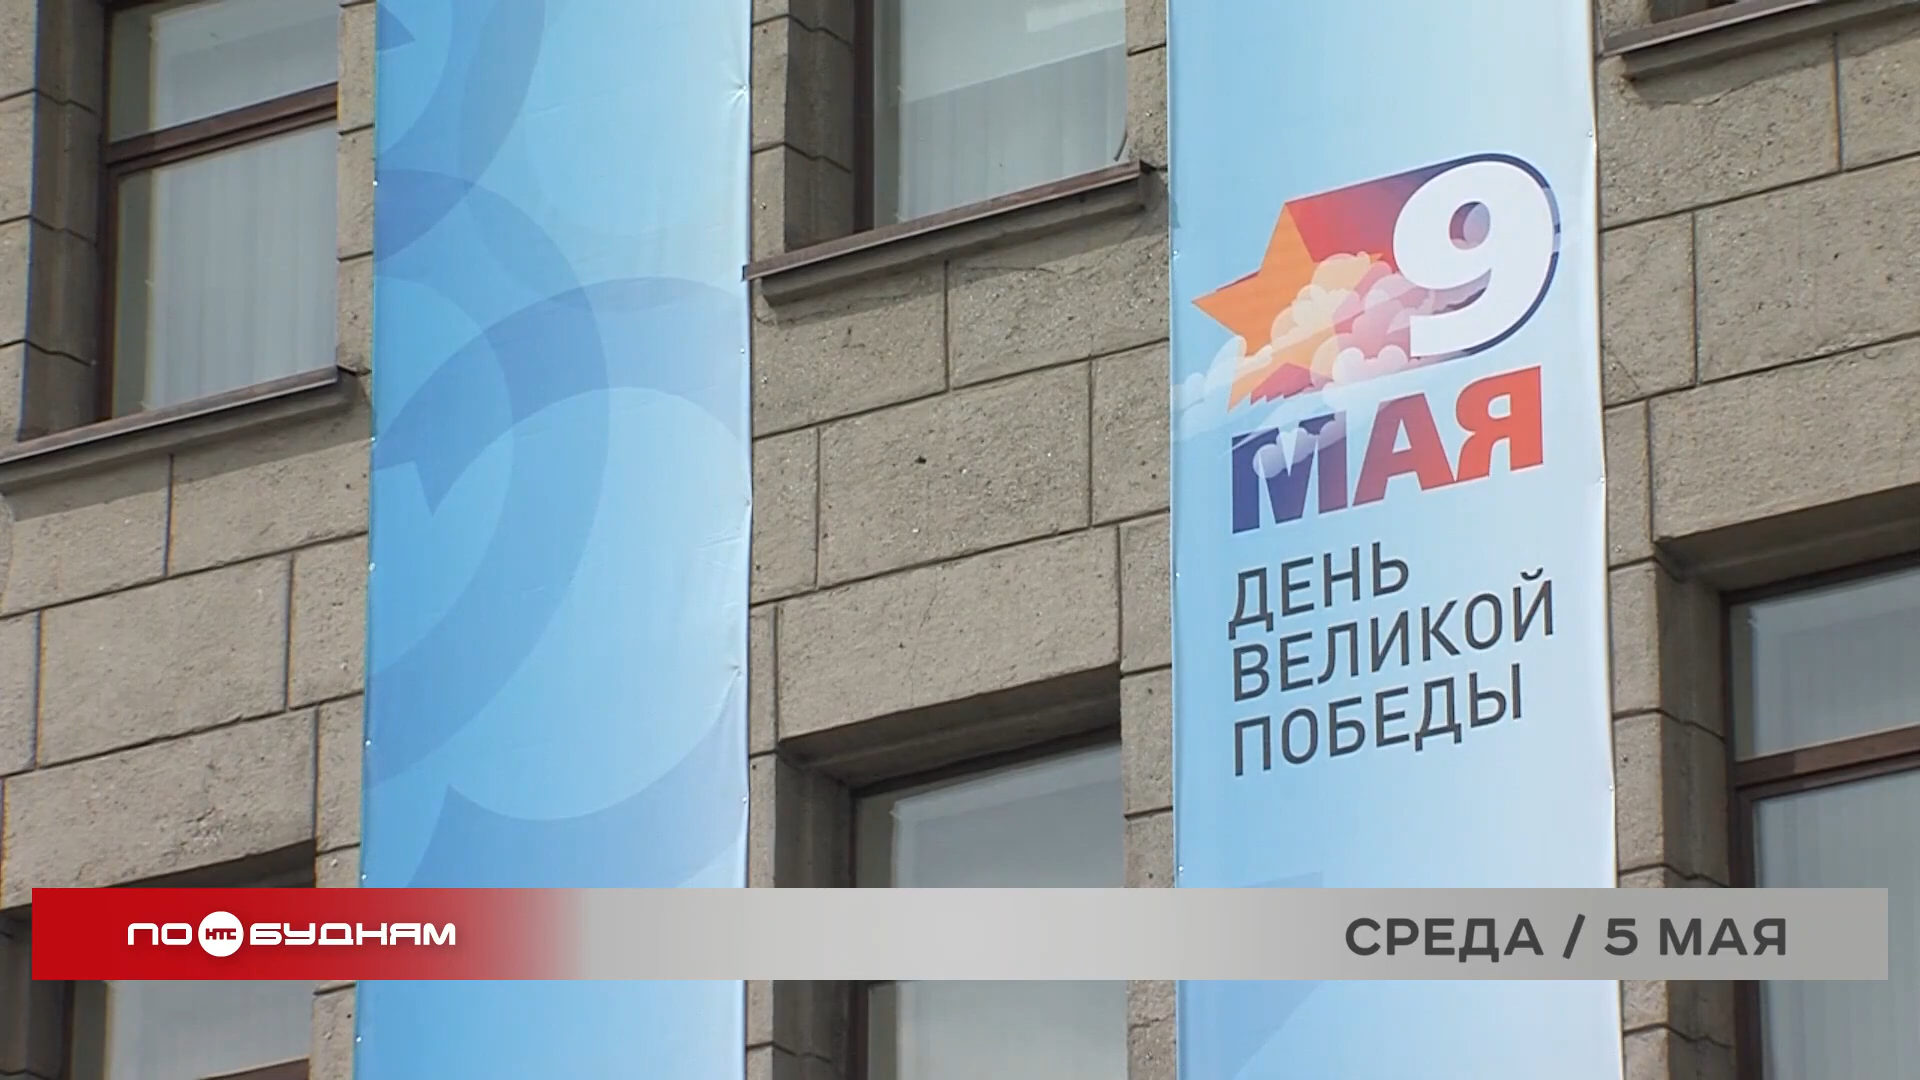 9
МАЯ
ДЕНЬ
ВЕЛИКОЙ
ПОБЕДЫ
ПО НТС БУДНЯМ
СРЕДА / 5 МАЯ